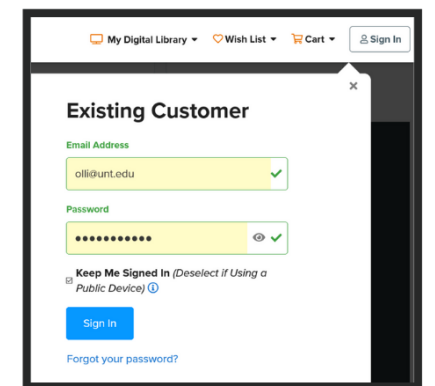 My Digital Library Wish List Cart Sign In
Existing Customer
Email Address
olli@unt.edu
Password
•••••••••••
Keep Me Signed In (Deselect if Using a
Public Device)
Sign In
Forgot your password?